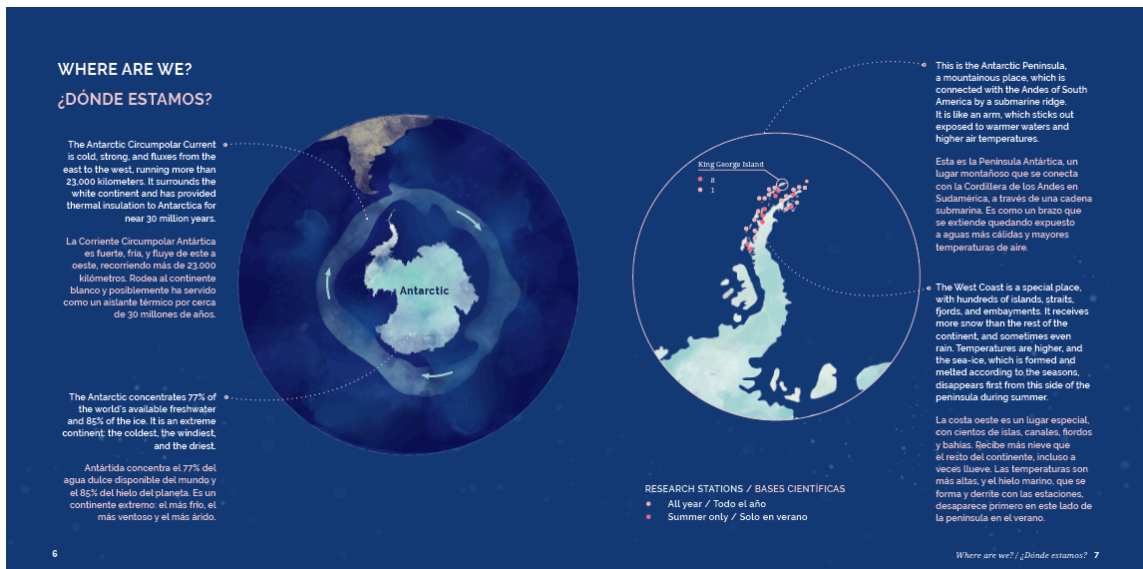 WHERE ARE WE?
¿DÓNDE ESTAMOS?
The Antarctic Circumpolar Current
is cold, strong, and fluxes from the
east to the west, running more than
23,000 kilometers. It surrounds the
white continent and has provided
thermal insulation to Antarctica for
near 30 million years.
La Corriente Circumpolar Antártica
es fuerte, fría, y fluye de este a
oeste, recorriendo más de 23.000
kilómetros. Rodea al continente
blanco y posiblemente ha servido
como un aislante térmico por cerca
de 30 millones de años.
Antarctic
The Antarctic concentrates 77% of
the world's available freshwater
and 85% of the ice. It is an extreme
continent: the coldest, the windiest,
and the driest.
Antártida concentra el 77% del
agua dulce disponible del mundo y
el 85% del hielo del planeta. Es un
continente extremo: el más frío, el
más ventoso y el más árido.
6
King George Island
8
1
RESEARCH STATIONS / BASES CIENTÍFICAS
All year / Todo el año
Summer only / Solo en verano
This is the Antarctic Peninsula,
a mountainous place, which is
connected with the Andes of South
America by a submarine ridge.
It is like an arm, which sticks out
exposed to warmer waters and
higher air temperatures.
Esta es la Península Antártica, un
lugar montañoso que se conecta
con la Cordillera de los Andes en
Sudamérica, a través de una cadena
submarina. Es como un brazo que
se extiende quedando expuesto
a aguas más cálidas y mayores
temperaturas de aire.
The West Coast is a special place,
with hundreds of islands, straits,
fjords, and embayments. It receives
more snow than the rest of the
continent, and sometimes even
rain. Temperatures are higher, and
the sea-ice, which is formed and
melted according to the seasons,
disappears first from this side of the
peninsula during summer.
La costa oeste es un lugar especial,
con cientos de islas, canales, fiordos
y bahías. Recibe más nieve que
el resto del continente, incluso a
veces llueve. Las temperaturas son
más altas, y el hielo marino, que se
forma y derrite con las estaciones,
desaparece primero en este lado de
la península en el verano.
Where are we? / ¿Dónde estamos? 7